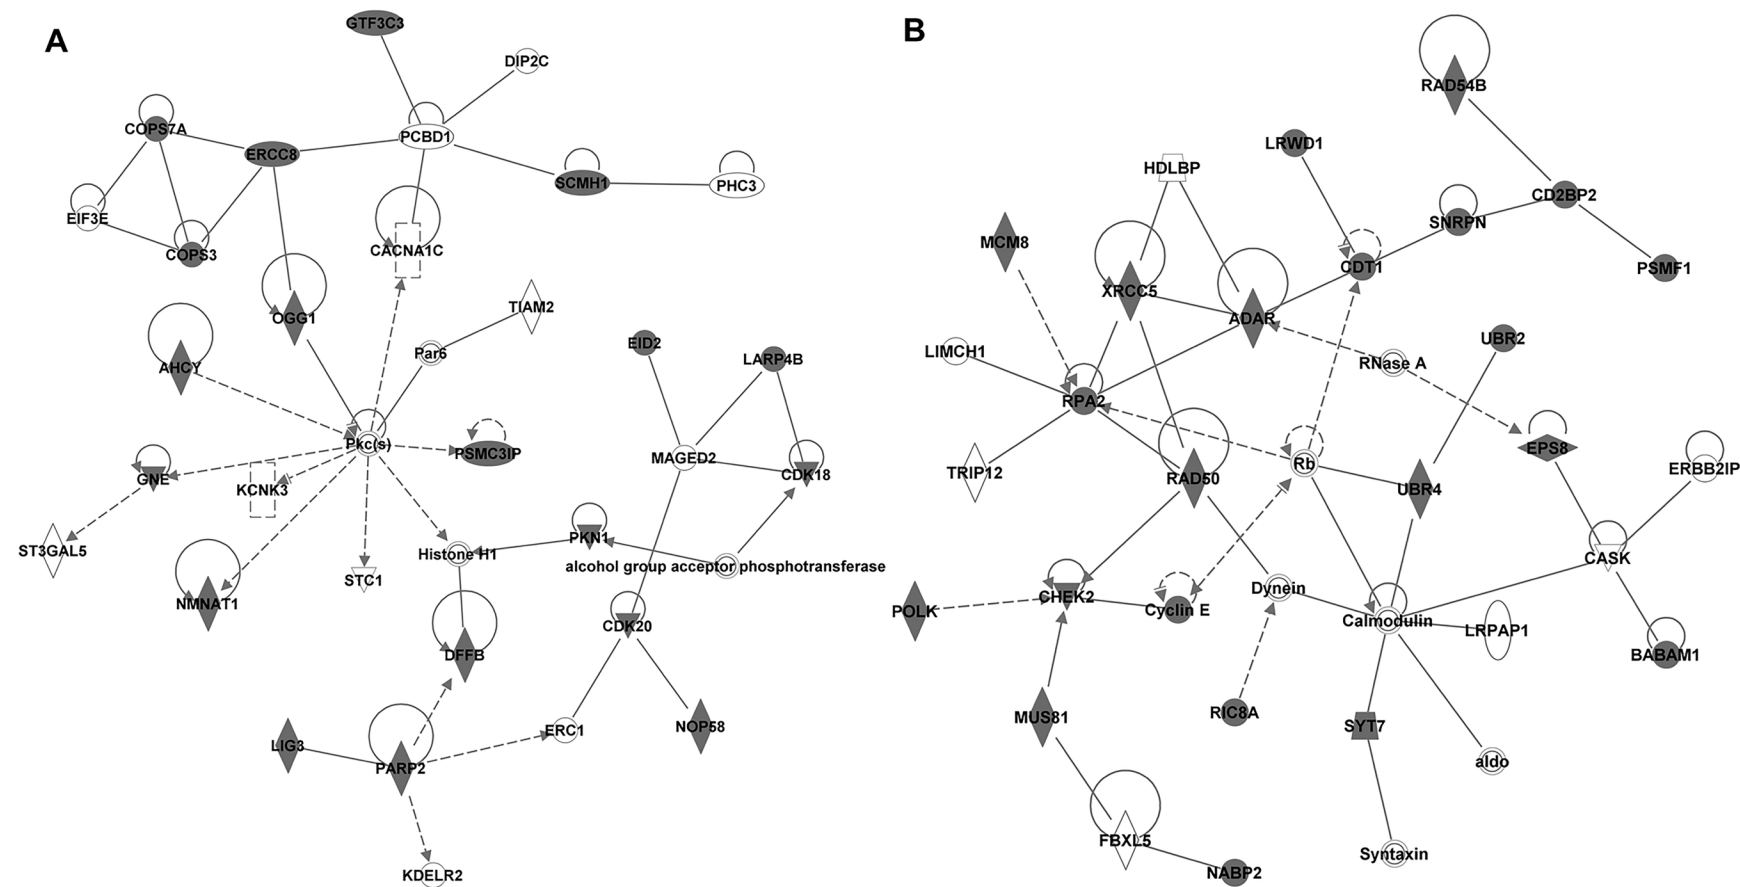 A
GTF3C3
DIP2C
COPS7A
PCBD1
ERCC8
SCMH1
PHC3
EIF3E
COPS3
CACNA1C
OGG1
TIAM2
AHCY
Par6
EID2
LARP4B
Pkc(s)
PSMC3IP
MAGED2
GNE
KCNK3
CDK18
ST3GAL5
STC1
Histone H1
PKN1
alcohol group acceptor phosphotransferase
NMNAT1
CDK20
DFFB
LIG3
PARP2
ERC1
NOP58
KDELR2
B
RAD54B
LRWD1
HDLBP
CD2BP2
SNRPN
MCM8
CDT1
PSMF1
XRCC5
ADAR
UBR2
LIMCH1
RNase A
RPA2
EPS8
TRIP12
RAD50
Rb
UBR4
ERBB2IP
CASK
POLK
CHEK2
Cyclin E
Dynein
Calmodulin
LRPAP1
BABAM1
MUS81
RIC8A
SYT7
aldo
FBXL5
NABP2
Syntaxin